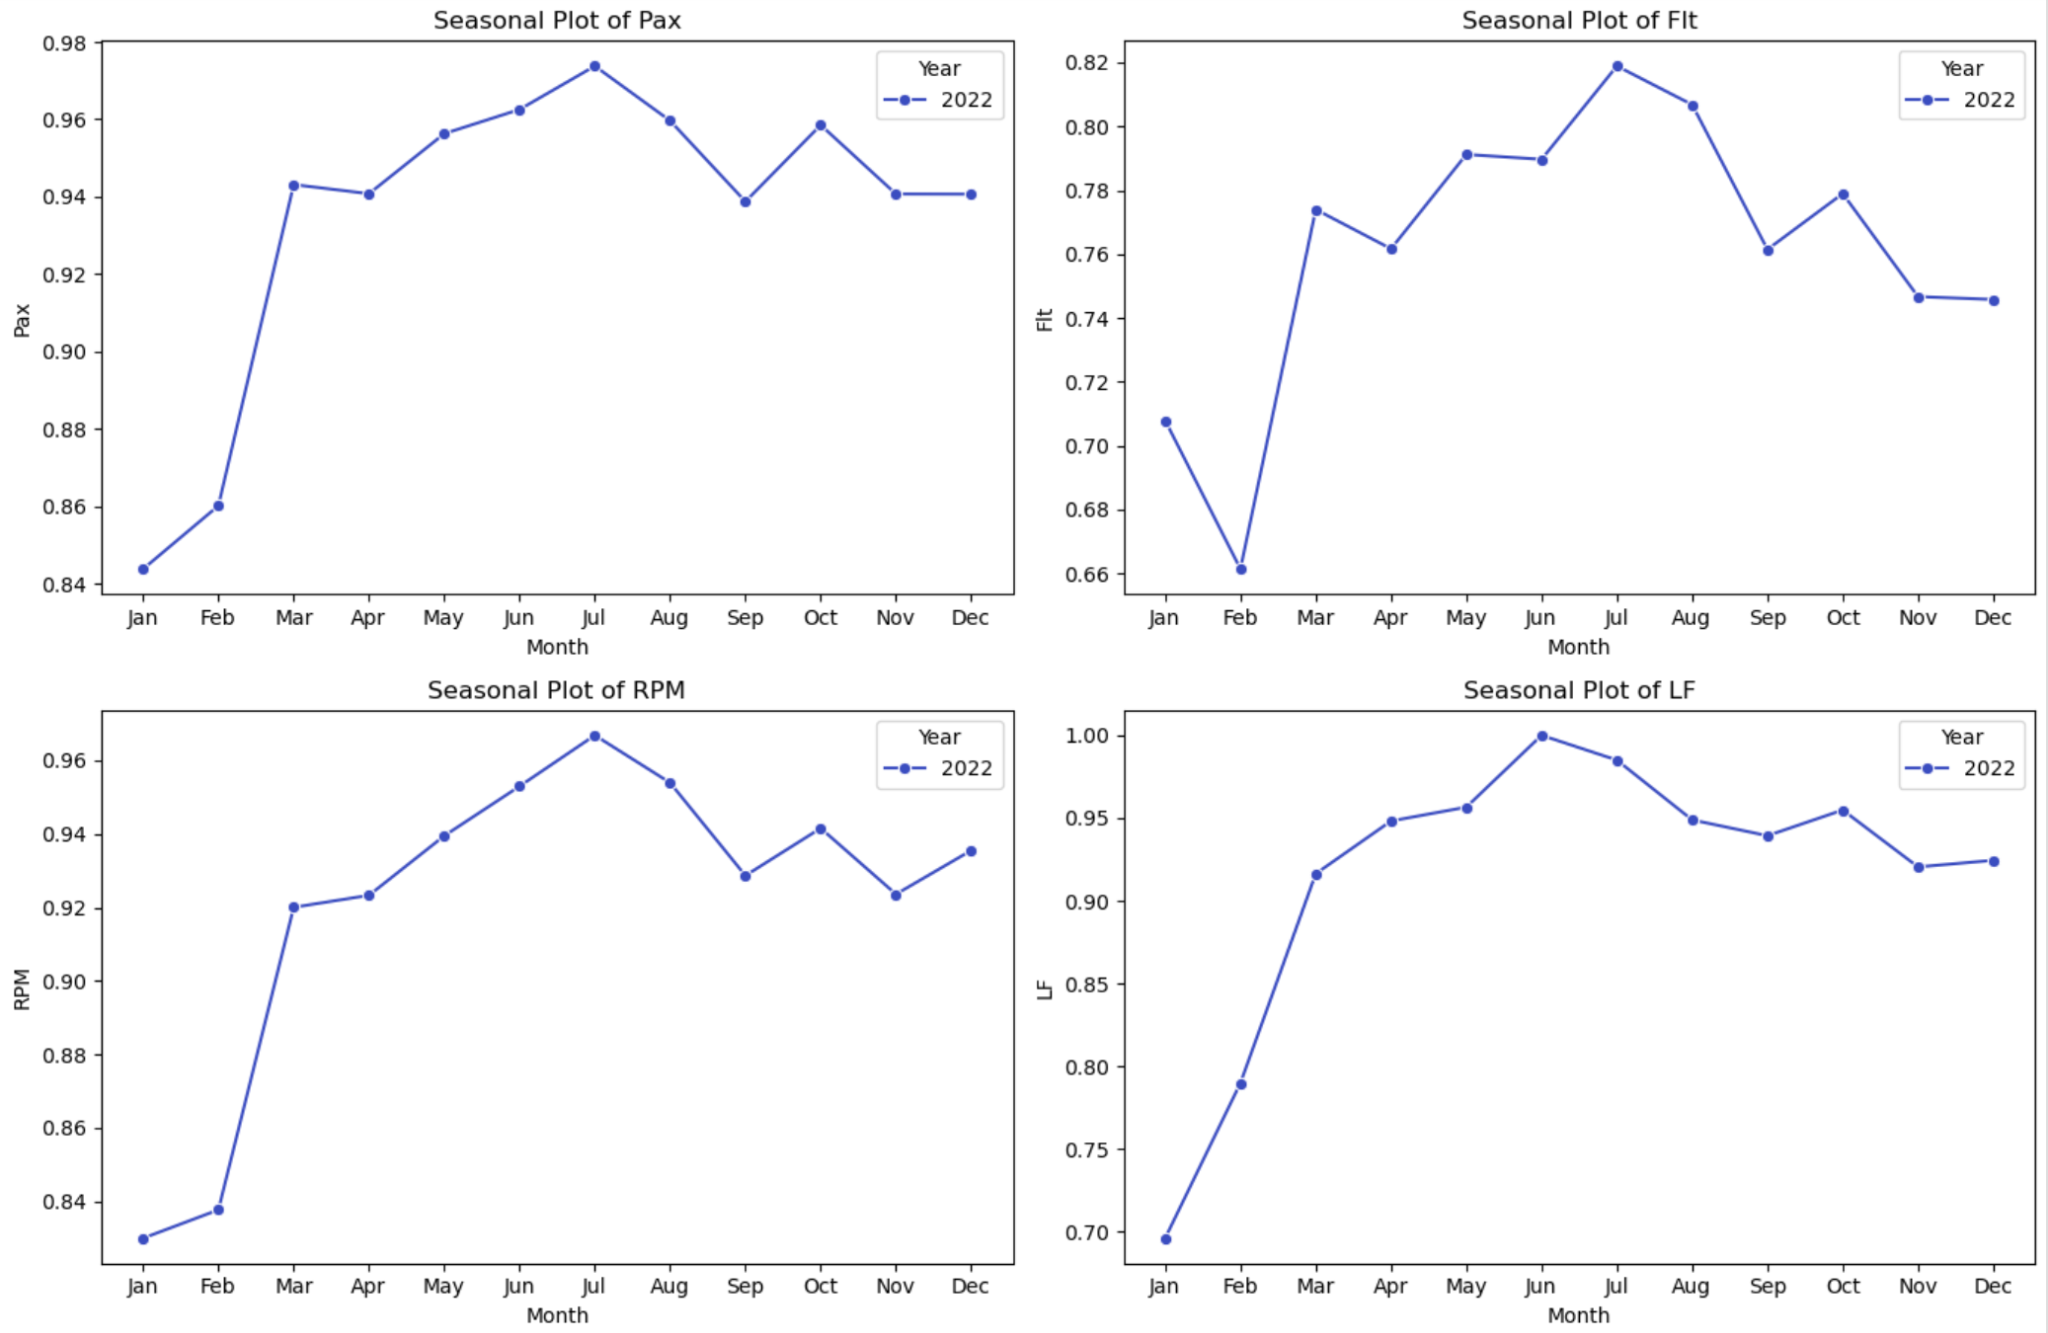 Seasonal Plot of Pax
0.98
0.96
0.94
0.92
0.90
0.88
0.86
0.84
Pax
Year
2022
Jan Feb Mar Apr May Jun Jul Aug Sep Oct Nov Dec
Month
Seasonal Plot of Flt
0.82
0.80
0.78
0.76
0.74
0.72
0.70
0.68
0.66
Flt
Year
2022
Jan Feb Mar Apr May Jun Jul Aug Sep Oct Nov Dec
Month
Seasonal Plot of RPM
0.96
0.94
0.92
0.90
0.88
0.86
0.84
RPM
Year
2022
Jan Feb Mar Apr May Jun Jul Aug Sep Oct Nov Dec
Month
Seasonal Plot of LF
1.00
0.95
0.90
0.85
0.80
0.75
0.70
LF
Year
2022
Jan Feb Mar Apr May Jun Jul Aug Sep Oct Nov Dec
Month